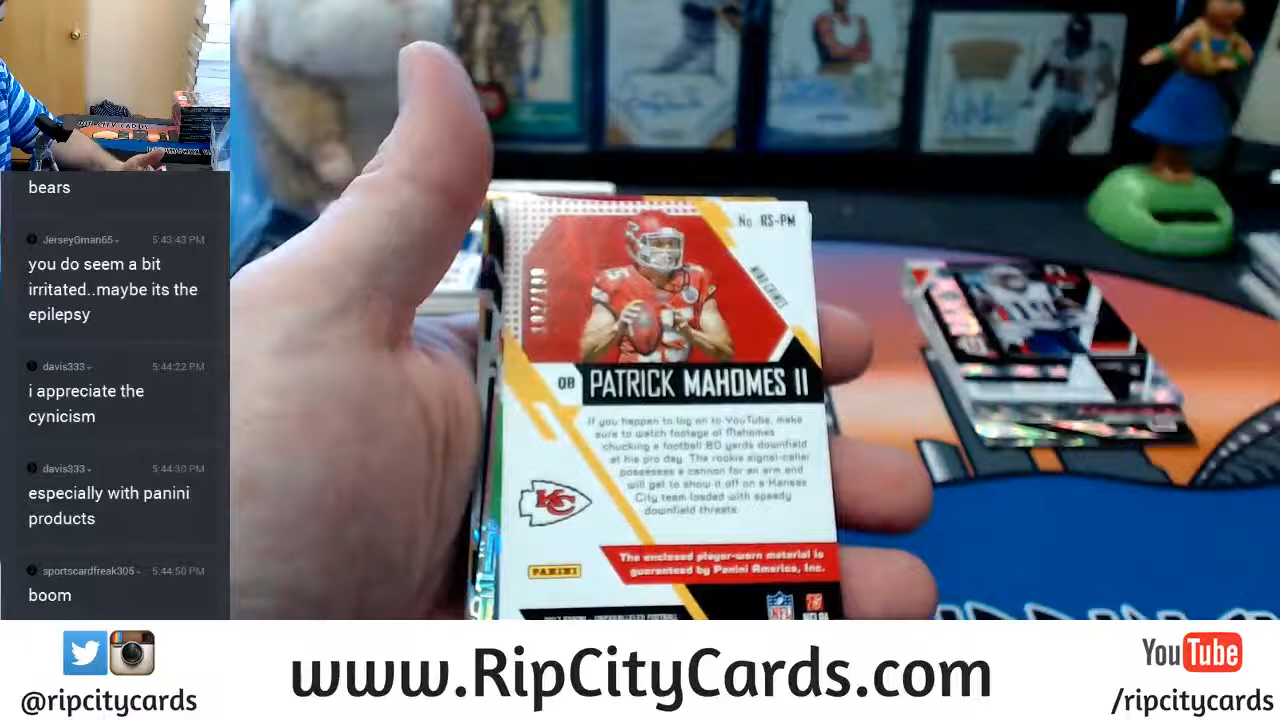 bears
JerseyGman65 5:43:43 PM
you do seem a bit
irritated..maybe its the
epilepsy
davis333 5:44:22 PM
i appreciate the
cynicism
davis333 5:44:30 PM
especially with panini
products
sportscardfreak305 5:44:50 PM
boom
No. RS-PM
QB PATRICK MAHOMES II
If you happen to log on to YouTube, make
sure to watch footage of Mahomes
chucking a football 80 yards downfield
at his pro day. The rookie signal-caller
possesses a cannon for an arm and
will get to show it off on a Kansas
City team loaded with speedy
downfield threats.
KC
The enclosed player-worn material is
guaranteed by Panini America, Inc.
PANINI
NFL
@ripcitycards
www.RipCityCards.com
YouTube
/ripcitycards